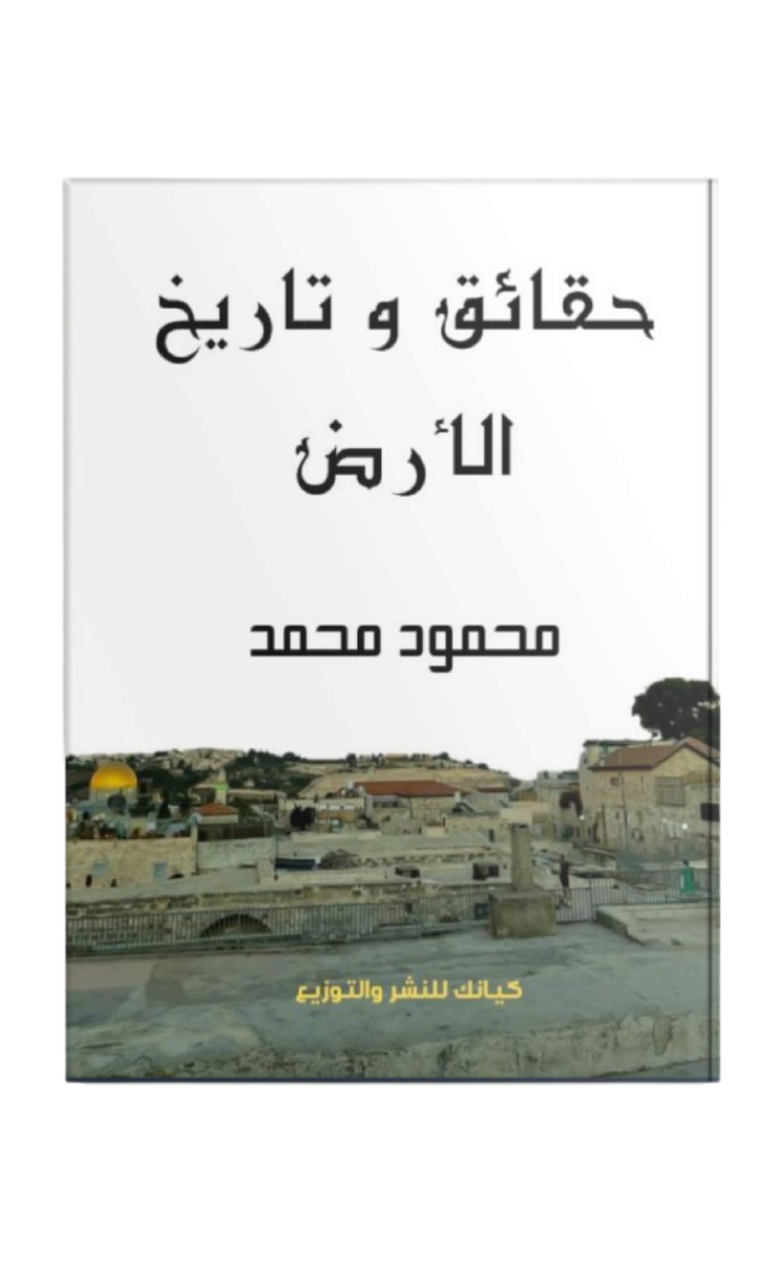 حقائق و تاريخ
الأرض
محمود محمد
كيانك للنشر والتوزيع